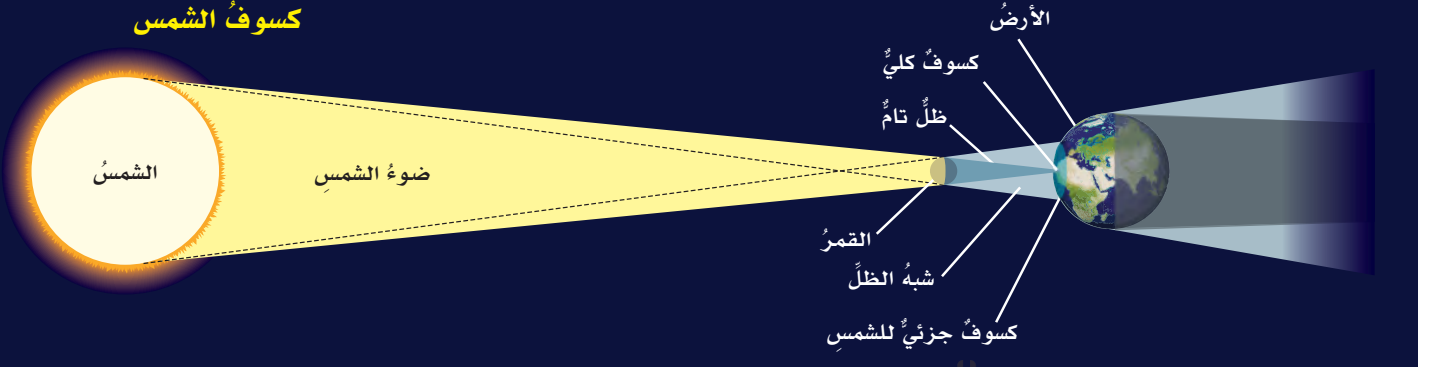 كسوفُ الشمس
الأرضُ
كسوفٌ كليٌّ
ظلٌّ تامٌّ
الشمسُ
ضوءُ الشمسِ
القمرُ
شبهُ الظلِّ
كسوفٌ جزئيٌّ للشمسِ